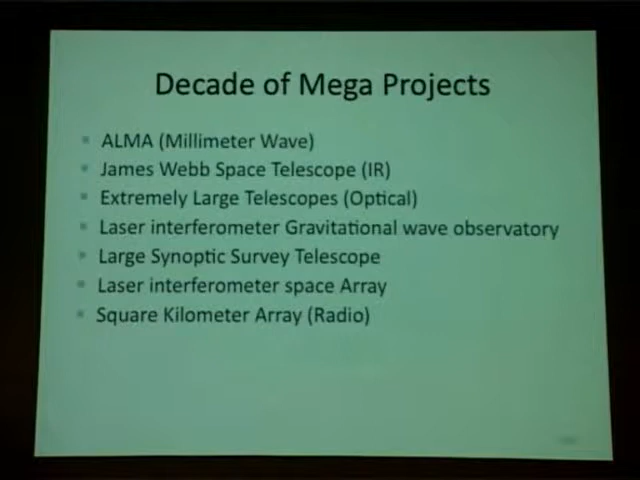 Decade of Mega Projects
ALMA (Millimeter Wave)
James Webb Space Telescope (IR)
Extremely Large Telescopes (Optical)
Laser interferometer Gravitational wave observatory
Large Synoptic Survey Telescope
Laser interferometer space Array
Square Kilometer Array (Radio)